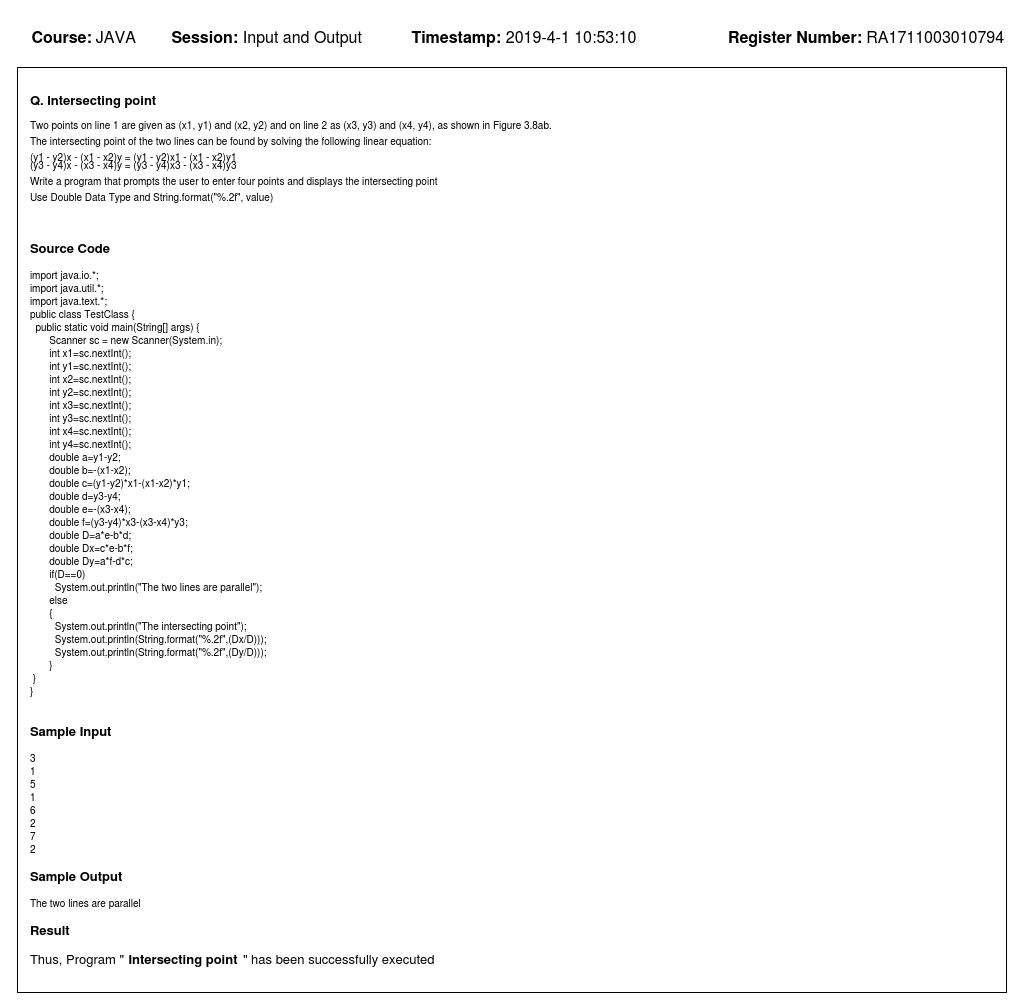 Course: JAVA Session: Input and Output Timestamp: 2019-4-1 10:53:10 Register Number: RA1711003010794
Q. Intersecting point
Two points on line 1 are given as (x1, y1) and (x2, y2) and on line 2 as (x3, y3) and (x4, y4), as shown in Figure 3.8ab.
The intersecting point of the two lines can be found by solving the following linear equation:
(y1 - y2)x - (x1 - x2)y = (y1 - y2)x1 - (x1 - x2)y1
(y3 - y4)x - (x3 - x4)y = (y3 - y4)x3 - (x3 - x4)y3
Write a program that prompts the user to enter four points and displays the intersecting point
Use Double Data Type and String.format("%.2f", value)
Source Code
import java.io.*;
import java.util.*;
import java.text.*;
public class TestClass {
public static void main(String[] args) {
Scanner sc = new Scanner(System.in);
int x1=sc.nextInt();
int y1=sc.nextInt();
int x2=sc.nextInt();
int y2=sc.nextInt();
int x3=sc.nextInt();
int y3=sc.nextInt();
int x4=sc.nextInt();
int y4=sc.nextInt();
double a=y1-y2;
double b=-(x1-x2);
double c=(y1-y2)*x1-(x1-x2)*y1;
double d=y3-y4;
double e=-(x3-x4);
double f=(y3-y4)*x3-(x3-x4)*y3;
double D=a*e-b*d;
double Dx=c*e-b*f;
double Dy=a*f-d*c;
if(D==0)
System.out.println("The two lines are parallel");
else
{
System.out.println("The intersecting point");
System.out.println(String.format("%.2f",(Dx/D)));
System.out.println(String.format("%.2f",(Dy/D)));
}
}
}
Sample Input
3
1
5
1
6
2
7
2
Sample Output
The two lines are parallel
Result
Thus, Program " Intersecting point " has been successfully executed